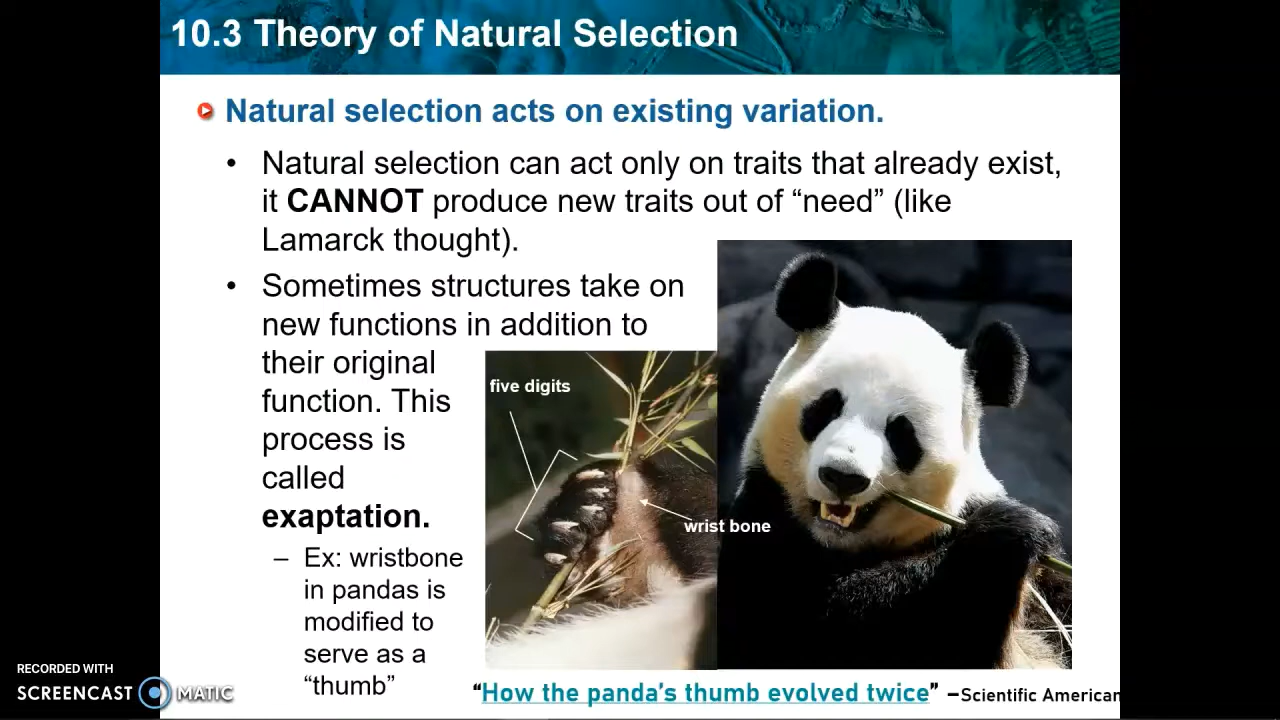 10.3 Theory of Natural Selection
Natural selection acts on existing variation.
• Natural selection can act only on traits that already exist,
it CANNOT produce new traits out of “need” (like
Lamarck thought).
• Sometimes structures take on
new functions in addition to
their original
function. This
process is
called
exaptation.
– Ex: wristbone
in pandas is
modified to
serve as a
“thumb”
five digits
wrist bone
“How the panda’s thumb evolved twice” –Scientific American
RECORDED WITH
SCREENCAST MATIC